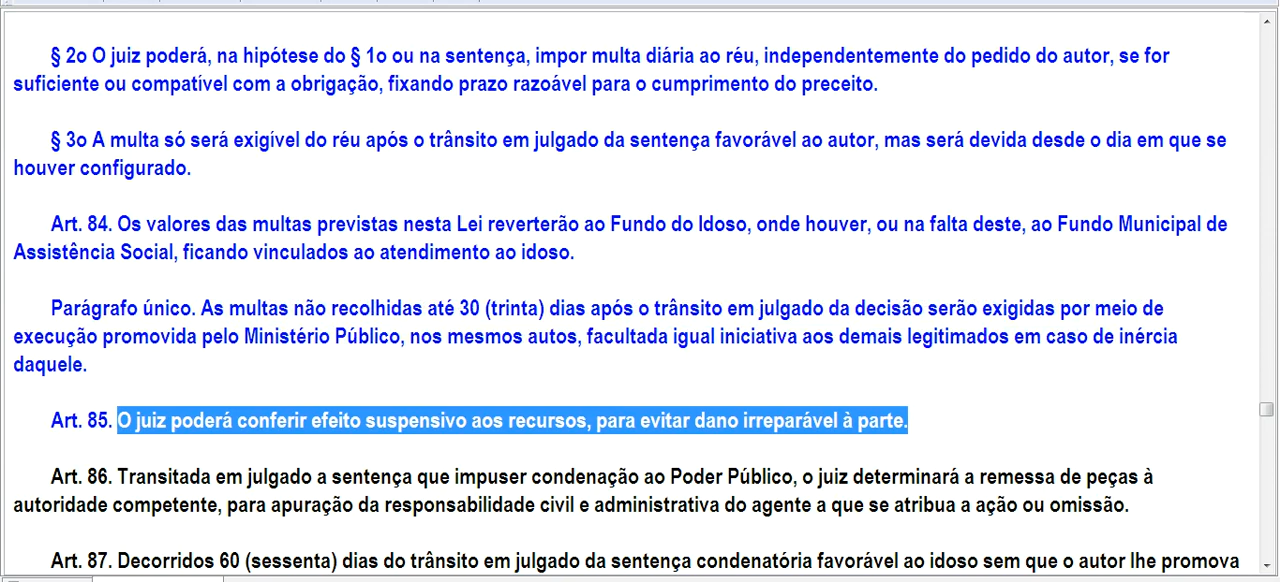 § 2o O juiz poderá, na hipótese do § 1o ou na sentença, impor multa diária ao réu, independentemente do pedido do autor, se for
suficiente ou compatível com a obrigação, fixando prazo razoável para o cumprimento do preceito.
§ 3o A multa só será exigível do réu após o trânsito em julgado da sentença favorável ao autor, mas será devida desde o dia em que se
houver configurado.
Art. 84. Os valores das multas previstas nesta Lei reverterão ao Fundo do Idoso, onde houver, ou na falta deste, ao Fundo Municipal de
Assistência Social, ficando vinculados ao atendimento ao idoso.
Parágrafo único. As multas não recolhidas até 30 (trinta) dias após o trânsito em julgado da decisão serão exigidas por meio de
execução promovida pelo Ministério Público, nos mesmos autos, facultada igual iniciativa aos demais legitimados em caso de inércia
daquele.
Art. 85. O juiz poderá conferir efeito suspensivo aos recursos, para evitar dano irreparável à parte.
Art. 86. Transitada em julgado a sentença que impuser condenação ao Poder Público, o juiz determinará a remessa de peças à
autoridade competente, para apuração da responsabilidade civil e administrativa do agente a que se atribua a ação ou omissão.
Art. 87. Decorridos 60 (sessenta) dias do trânsito em julgado da sentença condenatória favorável ao idoso sem que o autor lhe promova